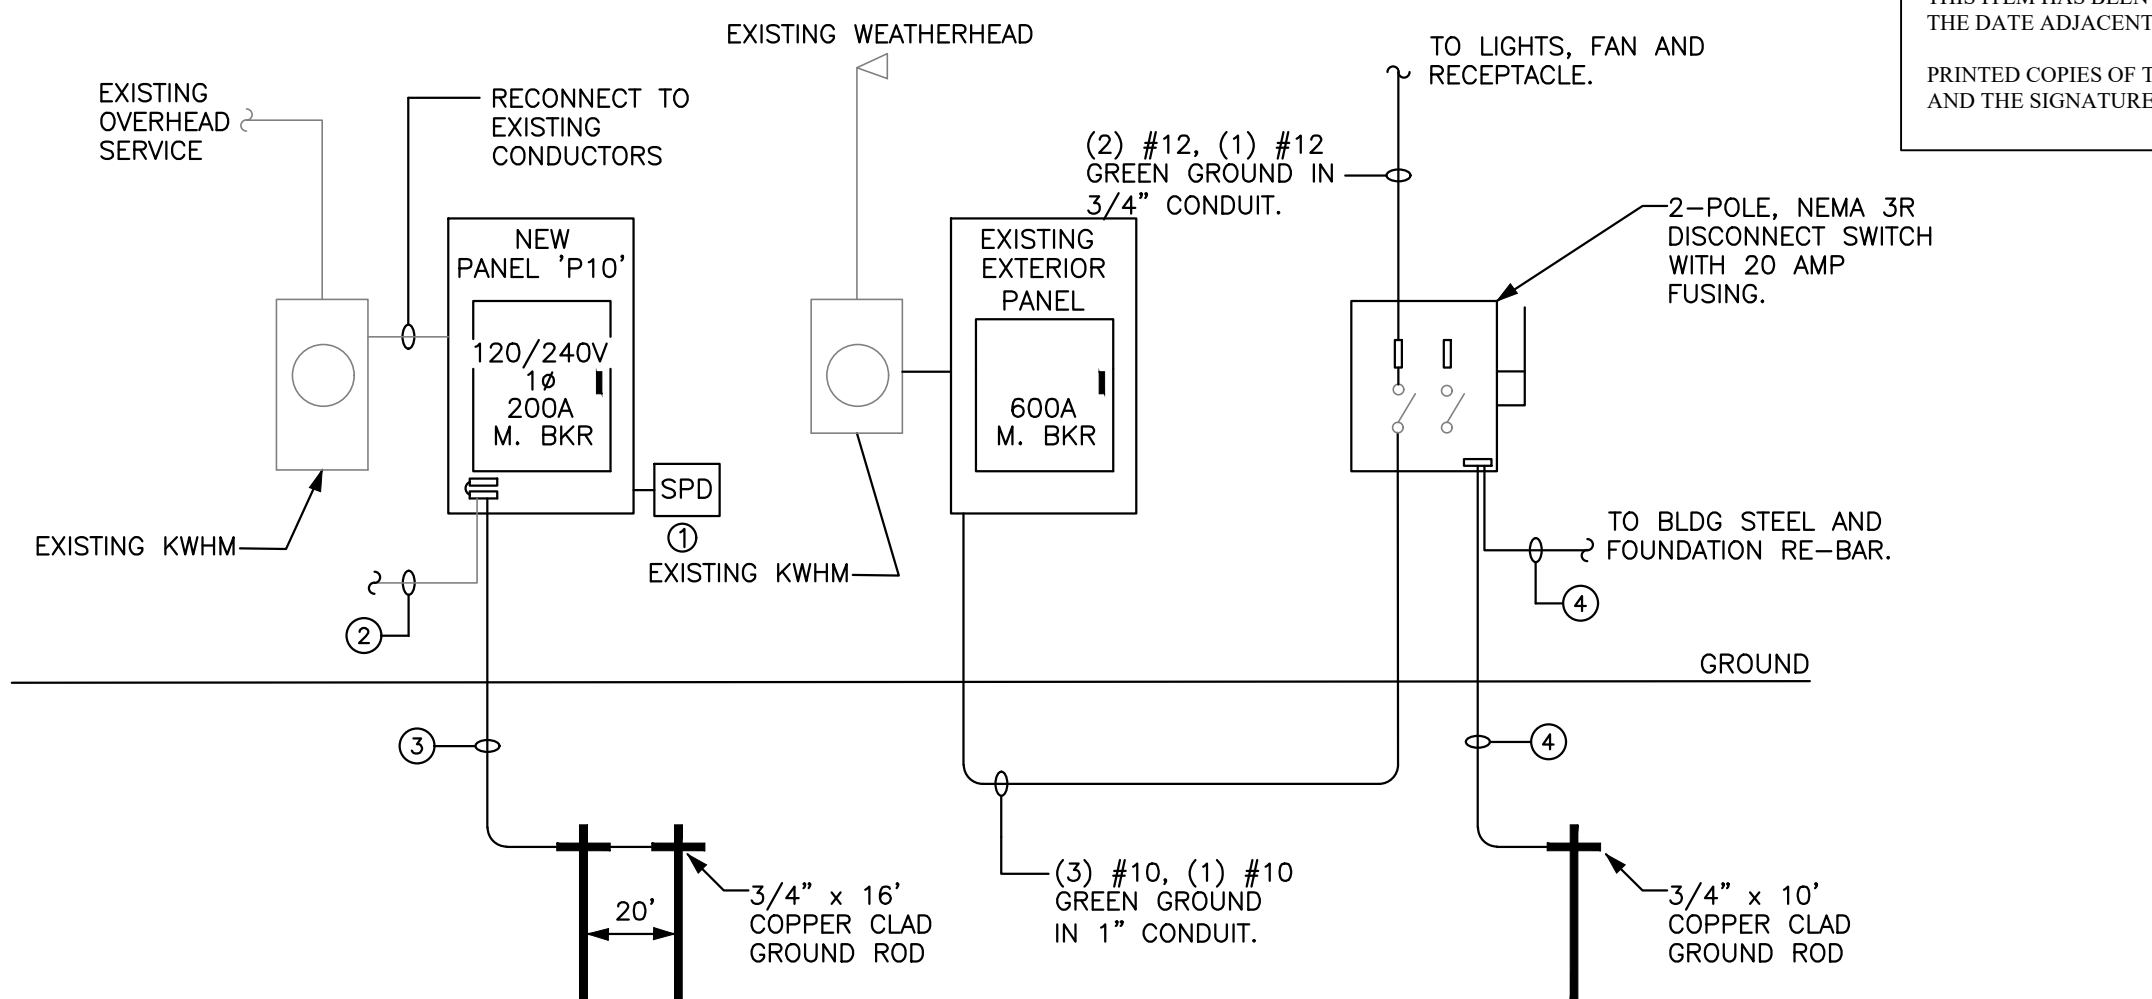 THE DATE ADJACENT
PRINTED COPIES OF T
AND THE SIGNATURE
EXISTING WEATHERHEAD
TO LIGHTS, FAN AND
RECEPTACLE.
EXISTING
OVERHEAD
SERVICE
RECONNECT TO
EXISTING
CONDUCTORS
(2) #12, (1) #12
GREEN GROUND IN
3/4" CONDUIT.
2-POLE, NEMA 3R
DISCONNECT SWITCH
WITH 20 AMP
FUSING.
NEW
PANEL 'P10'
120/240V
1ø
200A
M. BKR
EXISTING
EXTERIOR
PANEL
600A
M. BKR
SPD
1
EXISTING KWHM
EXISTING KWHM
TO BLDG STEEL AND
FOUNDATION RE-BAR.
4
2
GROUND
3
4
(3) #10, (1) #10
GREEN GROUND
IN 1" CONDUIT.
20'
3/4" x 16'
COPPER CLAD
GROUND ROD
3/4" x 10'
COPPER CLAD
GROUND ROD